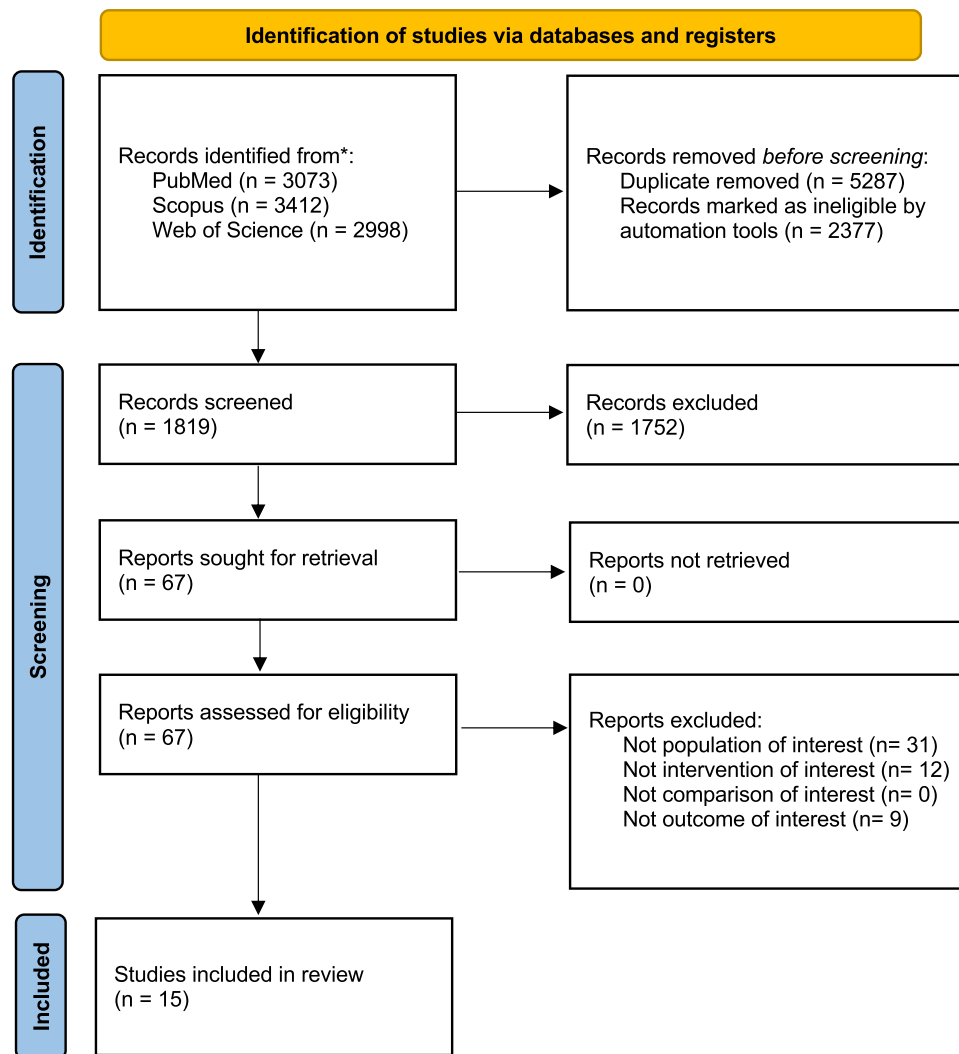 Identification of studies via databases and registers
Identification
Records identified from*:
PubMed (n = 3073)
Scopus (n = 3412)
Web of Science (n = 2998)
Records removed before screening:
Duplicate removed (n = 5287)
Records marked as ineligible by
automation tools (n = 2377)
Screening
Records screened
(n = 1819)
Records excluded
(n = 1752)
Reports sought for retrieval
(n = 67)
Reports not retrieved
(n = 0)
Reports assessed for eligibility
(n = 67)
Reports excluded:
Not population of interest (n= 31)
Not intervention of interest (n= 12)
Not comparison of interest (n= 0)
Not outcome of interest (n= 9)
Included
Studies included in review
(n = 15)